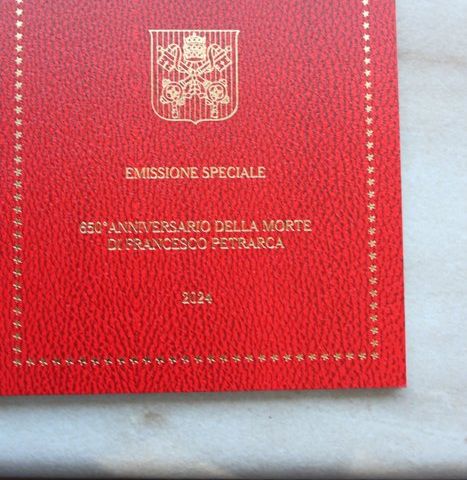 EMISSIONE SPECIALE
650° ANNIVERSARIO DELLA MORTE
DI FRANCESCO PETRARCA
2024